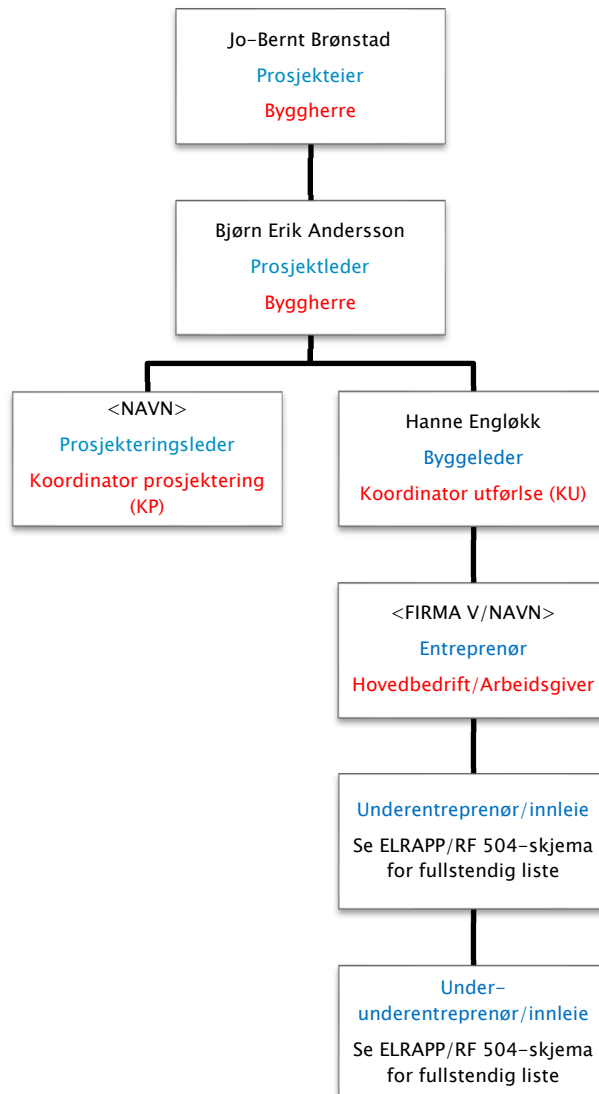 Jo-Bernt Brønstad
Prosjekteier
Byggherre
Bjørn Erik Andersson
Prosjektleder
Byggherre
<NAVN>
Prosjekteringsleder
Koordinator prosjektering
(KP)
Hanne Engløkk
Byggeleder
Koordinator utførlse (KU)
<FIRMA V/NAVN>
Entreprenør
Hovedbedrift/Arbeidsgiver
Underentreprenør/innleie
Se ELRAPP/RF 504-skjema
for fullstendig liste
Under-
underentreprenør/innleie
Se ELRAPP/RF 504-skjema
for fullstendig liste